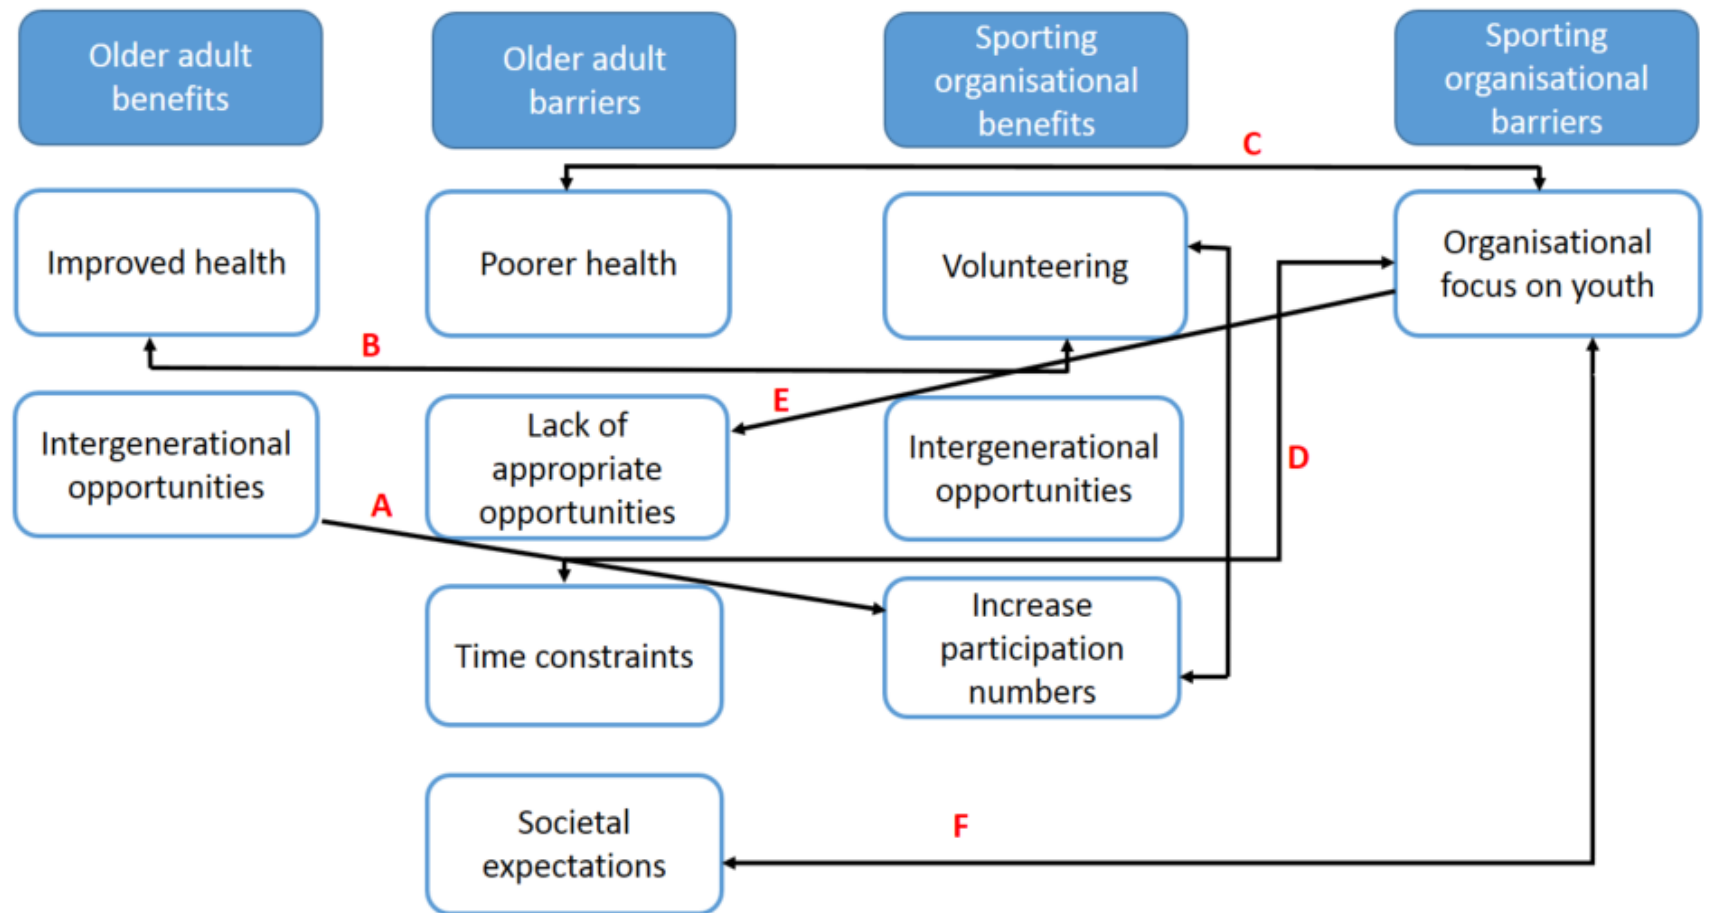 Older adult
benefits
Older adult
barriers
Sporting
organisational
benefits
Sporting
organisational
barriers
C
Improved health
Poorer health
Volunteering
Organisational
focus on youth
B
E
Intergenerational
opportunities
Lack of
appropriate
opportunities
Intergenerational
opportunities
D
A
Time constraints
Increase
participation
numbers
Societal
expectations
F